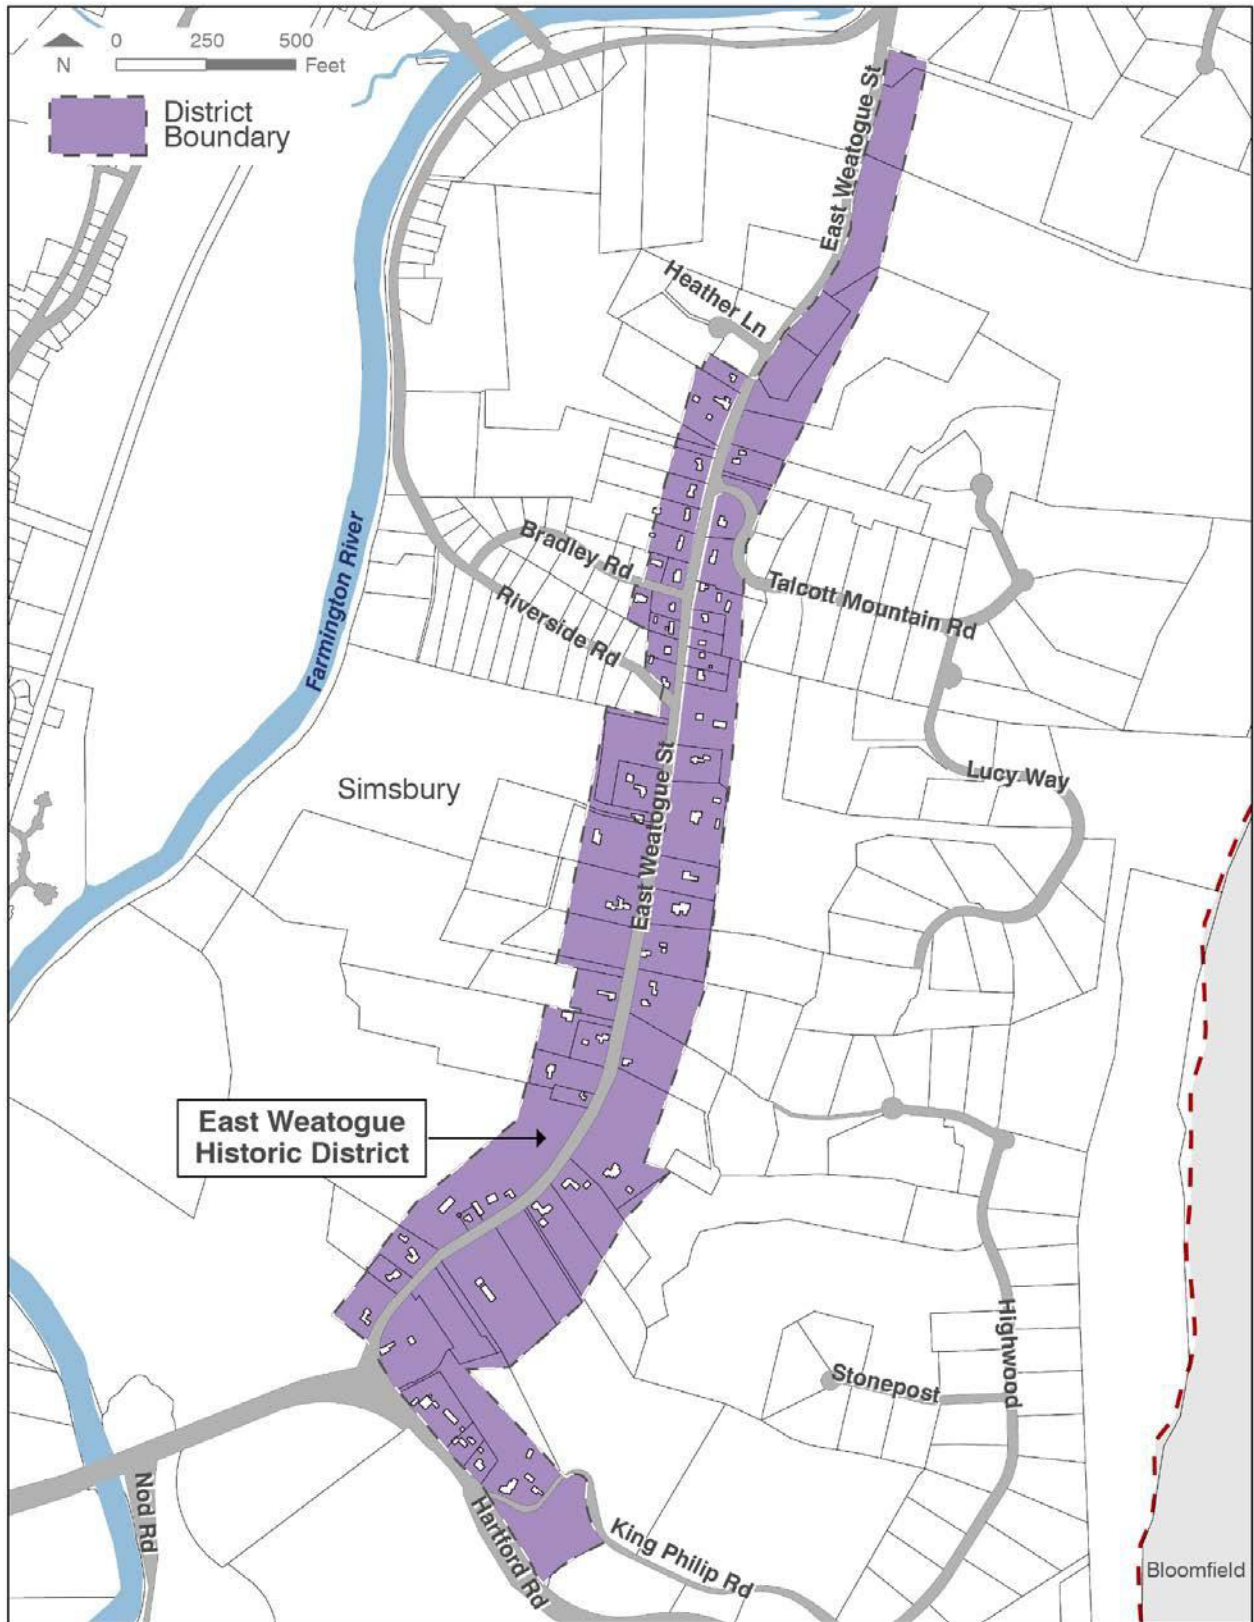 0 250 500
N Feet
District
Boundary
East Weatogue St
Heather Ln
Bradley Rd
Talcott Mountain Rd
Riverside Rd
Farmington River
East Weatogue St
Lucy Way
Simsbury
East Weatogue
Historic District
Highwood
Stonepost
Nod Rd
Hartford Rd
King Philip Rd
Bloomfield